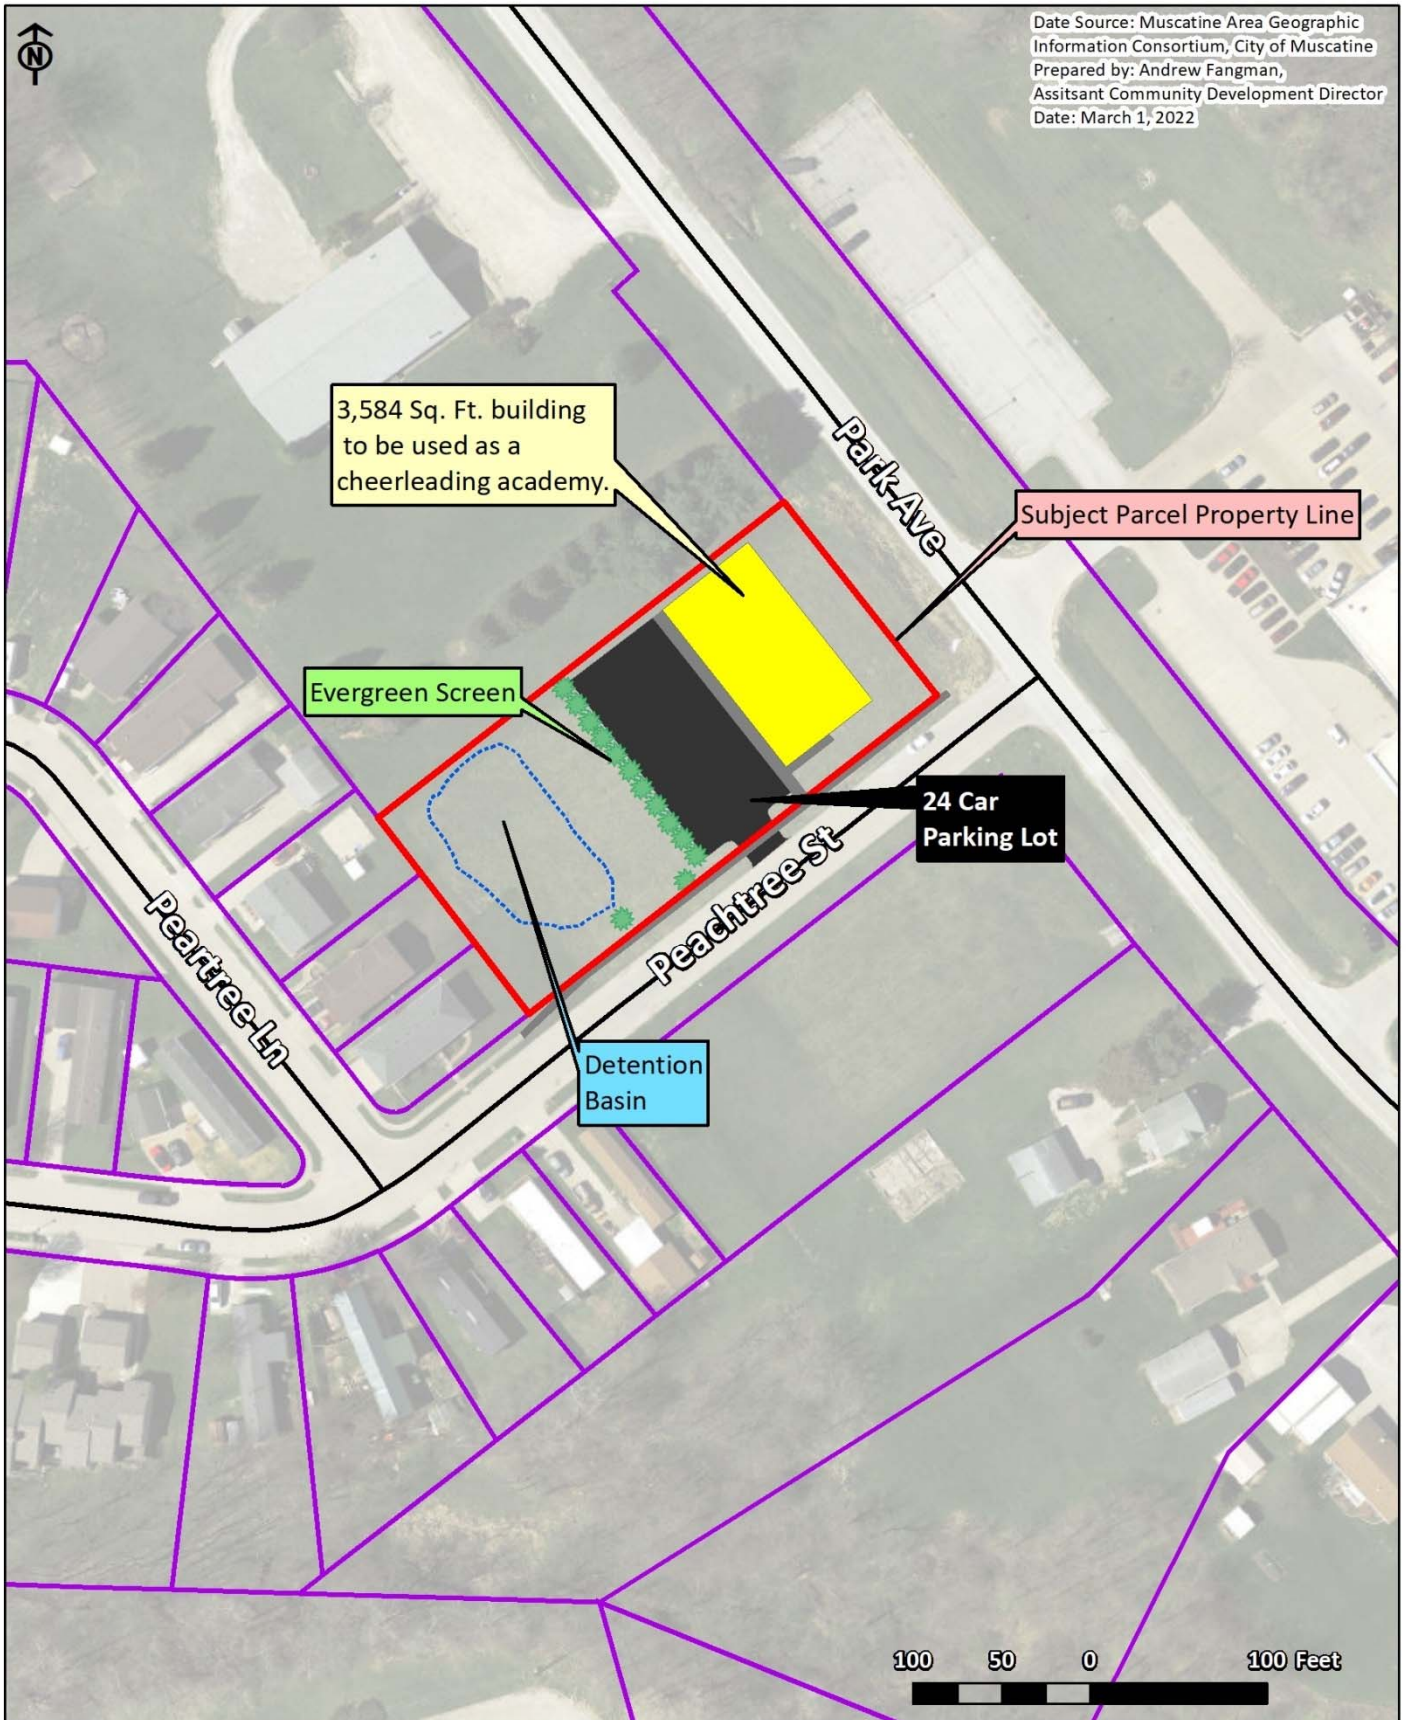 N
Date Source: Muscatine Area Geographic
Information Consortium, City of Muscatine
Prepared by: Andrew Fangman,
Assitsant Community Development Director
Date: March 1, 2022
3,584 Sq. Ft. building
to be used as a
cheerleading academy.
Park Ave
Subject Parcel Property Line
Evergreen Screen
24 Car
Parking Lot
Peachtree St
Peartree Ln
Detention
Basin
100 50 0 100 Feet